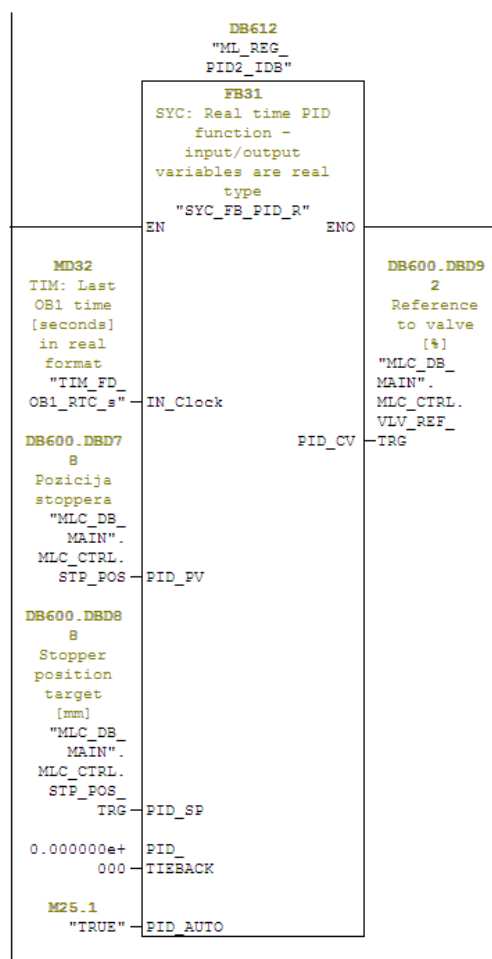 DB612
"ML_REG_
PID2_IDB"
FB31
SYC: Real time PID
function -
input/output
variables are real
type
"SYC_FB_PID_R"
EN ENO
MD32
TIM: Last
OB1 time
[seconds]
in real
format
"TIM_FD_
OB1_RTC_s" IN_Clock
DB600.DBD9
2
Reference
to valve
[%]
"MLC_DB_
MAIN".
MLC_CTRL.
VLV_REF_
PID_CV TRG
DB600.DBD7
8
Pozicija
stoppera
"MLC_DB_
MAIN".
MLC_CTRL.
STP_POS PID_PV
DB600.DBD8
8
Stopper
position
target
[mm]
"MLC_DB_
MAIN".
MLC_CTRL.
STP_POS_
TRG PID_SP
0.000000e+ PID_
000 TIEBACK
M25.1
"TRUE" PID_AUTO